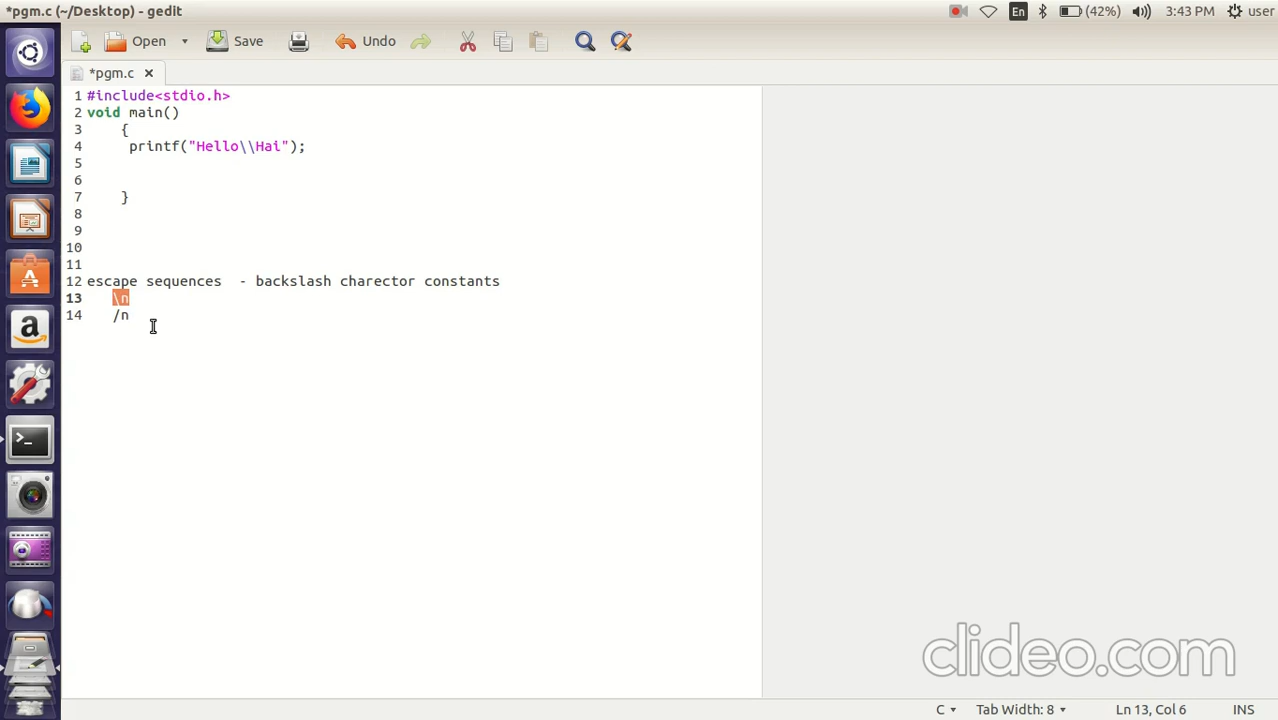 *pgm.c (~/Desktop) - gedit
En
(42%)
3:43 PM
user
Open
Save
Undo
*pgm.c
1 #include<stdio.h>
2 void main()
3 {
4 printf("Hello\\Hai");
5
6
7 }
8
9
10
11
12 escape sequences - backslash charector constants
13 \n
14 /n
clideo.com
C
Tab Width: 8
Ln 13, Col 6
INS